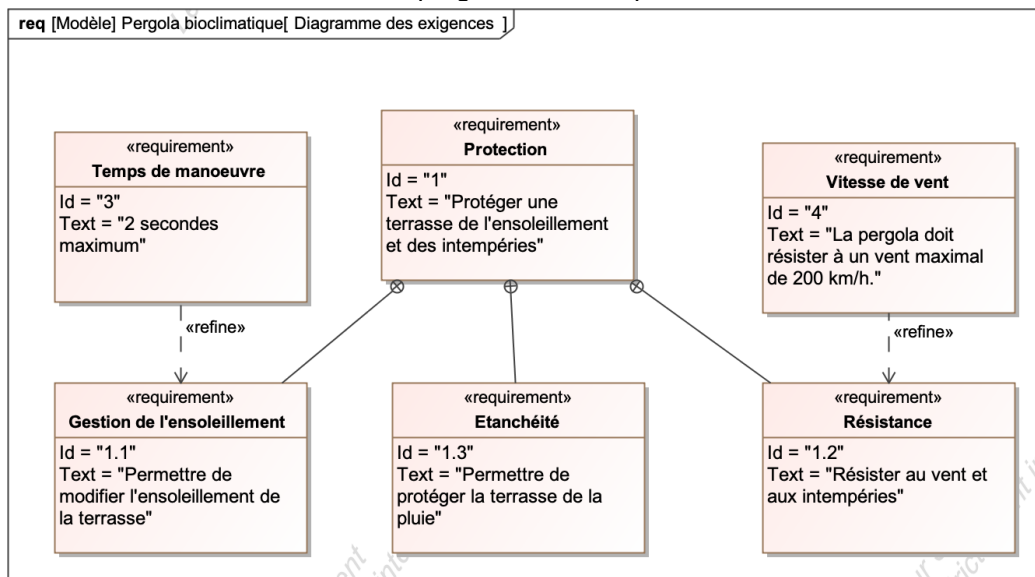 req [Modèle] Pergola bioclimatique[ Diagramme des exigences ]
«requirement»
Temps de manoeuvre
Id = "3"
Text = "2 secondes
maximum"
«requirement»
Protection
Id = "1"
Text = "Protéger une
terrasse de l'ensoleillement
et des intempéries"
«requirement»
Vitesse de vent
Id = "4"
Text = "La pergola doit
résister à un vent maximal
de 200 km/h."
«refine»
«refine»
«requirement»
Gestion de l'ensoleillement
Id = "1.1"
Text = "Permettre de
modifier l'ensoleillement de
la terrasse"
«requirement»
Etanchéité
Id = "1.3"
Text = "Permettre de
protéger la terrasse de la
pluie"
«requirement»
Résistance
Id = "1.2"
Text = "Résister au vent et
aux intempéries"